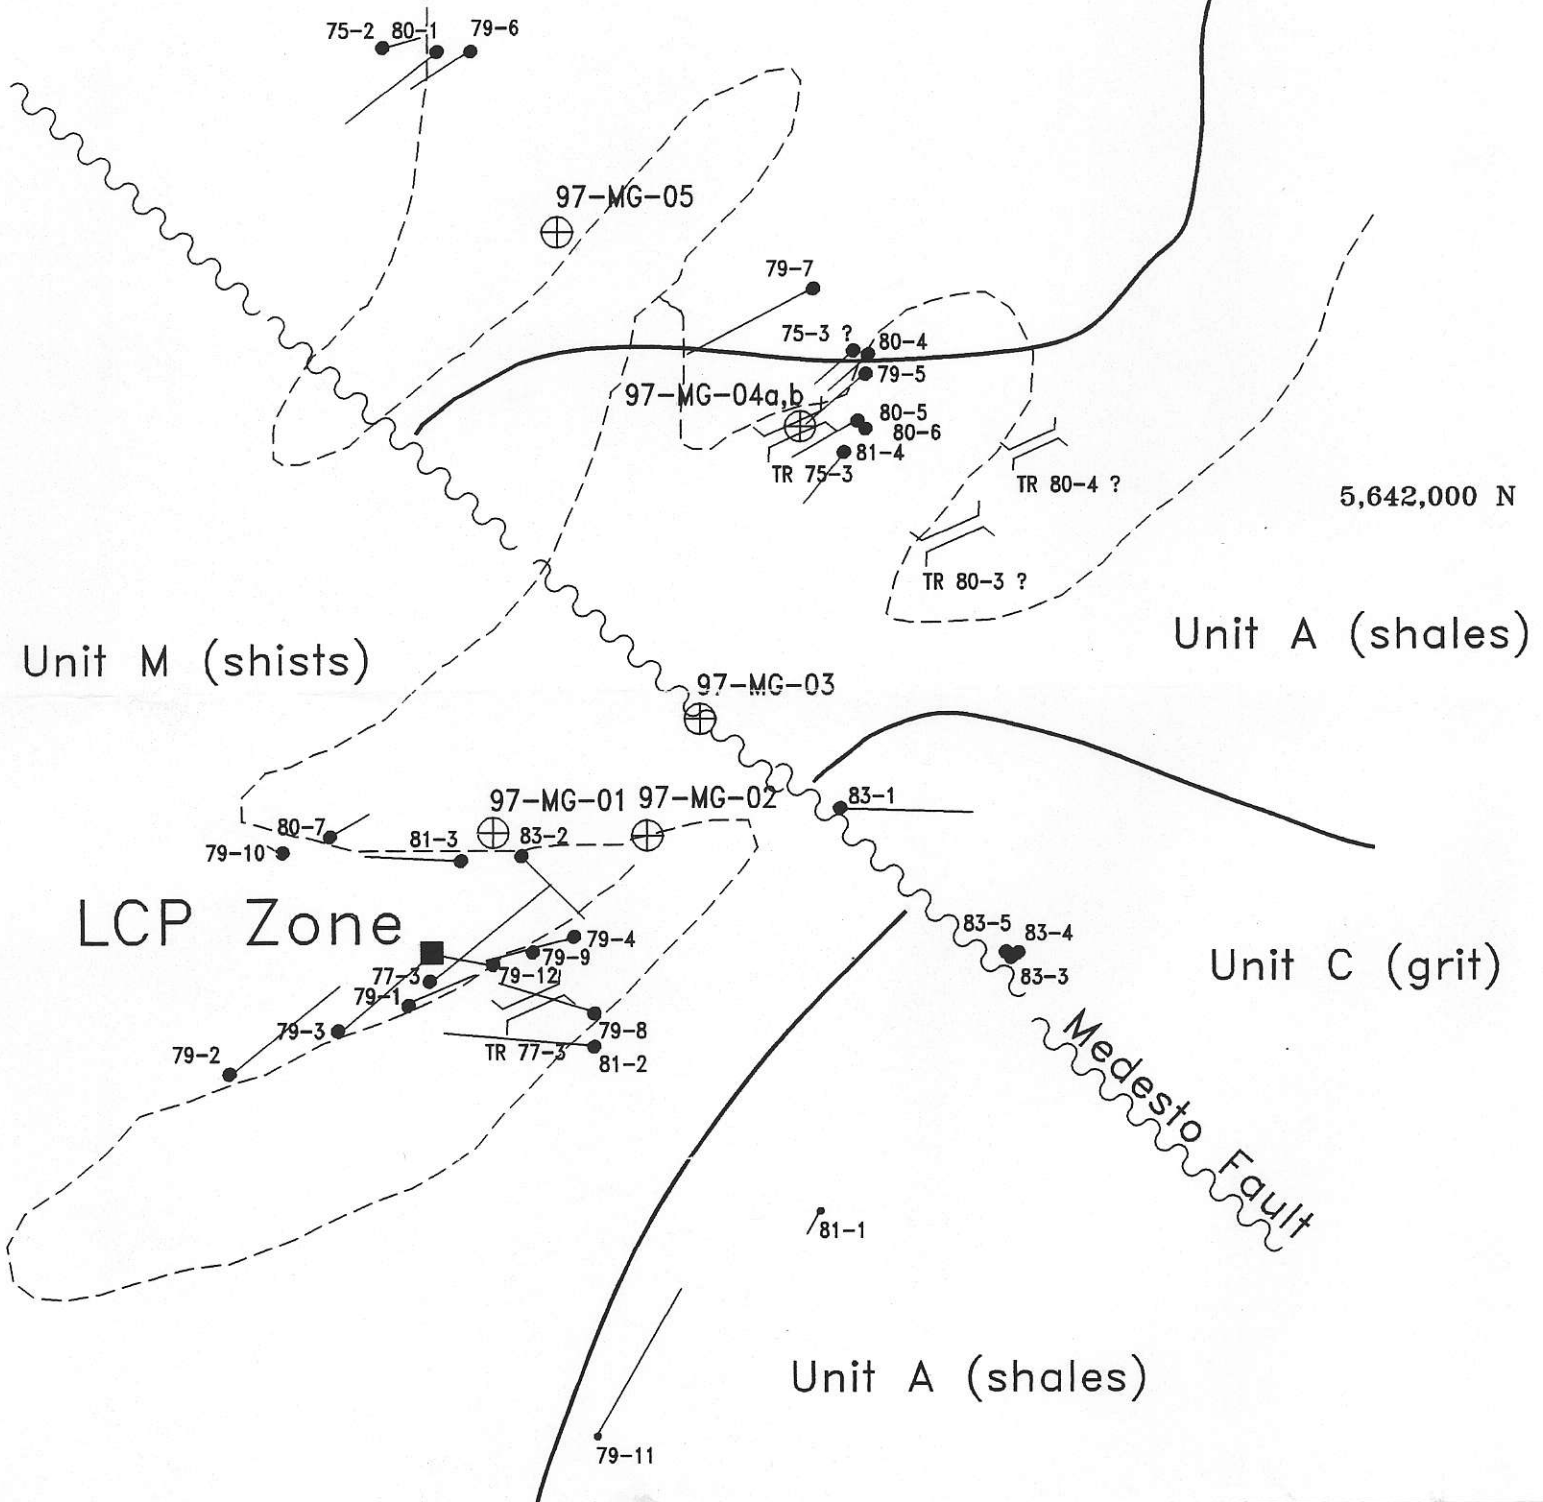 75-2 80-1 79-6
97-MG-05
79-7
75-3 ? 80-4
79-5
97-MG-04a,b
80-5
80-6
81-4
TR 75-3
TR 80-4 ?
5,642,000 N
TR 80-3 ?
Unit A (shales)
Unit M (shists)
97-MG-03
97-MG-01 97-MG-02
83-1
80-7
81-3 83-2
79-10
LCP Zone
83-5 83-4
79-4
79-9
77-3 79-12
83-3
Unit C (grit)
79-1
79-3
79-8
79-2
TR 77-3
81-2
Medesto Fault
81-1
Unit A (shales)
79-11